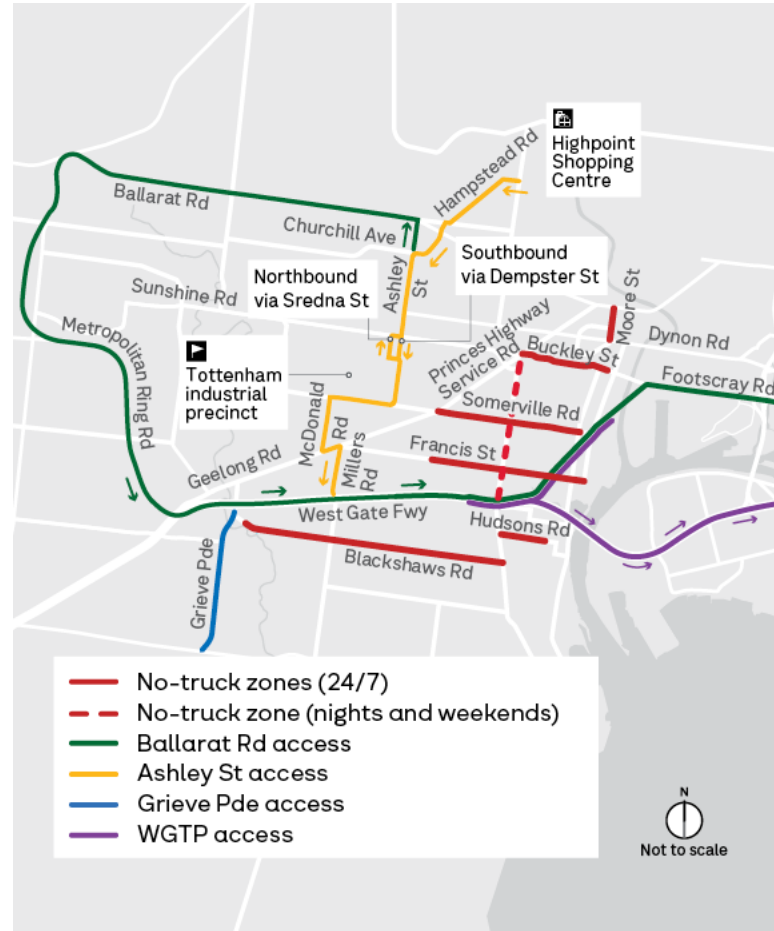 Highpoint
Shopping
Centre
Hampstead Rd
Ballarat Rd
Churchill Ave
Southbound
via Dempster St
Northbound
via Sredna St
Ashley
St
Sunshine Rd
Moore St
Metropolitan Ring Rd
Princes Highway
Service Rd
Buckley St
Dynon Rd
Tottenham
industrial
precinct
Footscray Rd
McDonald
Rd
Somerville Rd
Millers
Rd
Francis St
Geelong Rd
West Gate Fwy
Hudsons Rd
Grieve Pde
Blackshaws Rd
No-truck zones (24/7)
No-truck zone (nights and weekends)
Ballarat Rd access
Ashley St access
Grieve Pde access
WGTP access
N
Not to scale